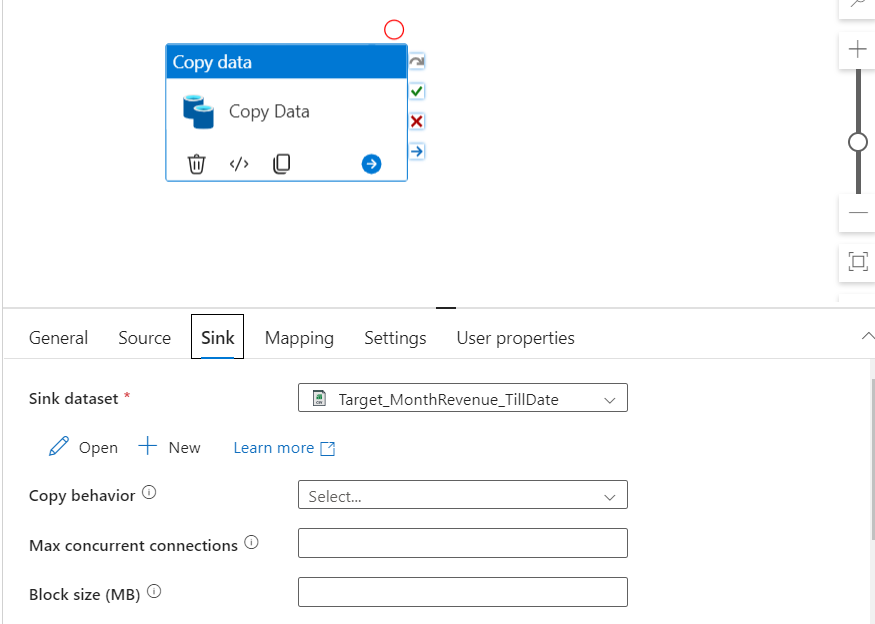 Copy data
Copy Data
General Source Sink Mapping Settings User properties
Sink dataset * Target_MonthRevenue_TillDate
Open New Learn more
Copy behavior Select...
Max concurrent connections
Block size (MB)